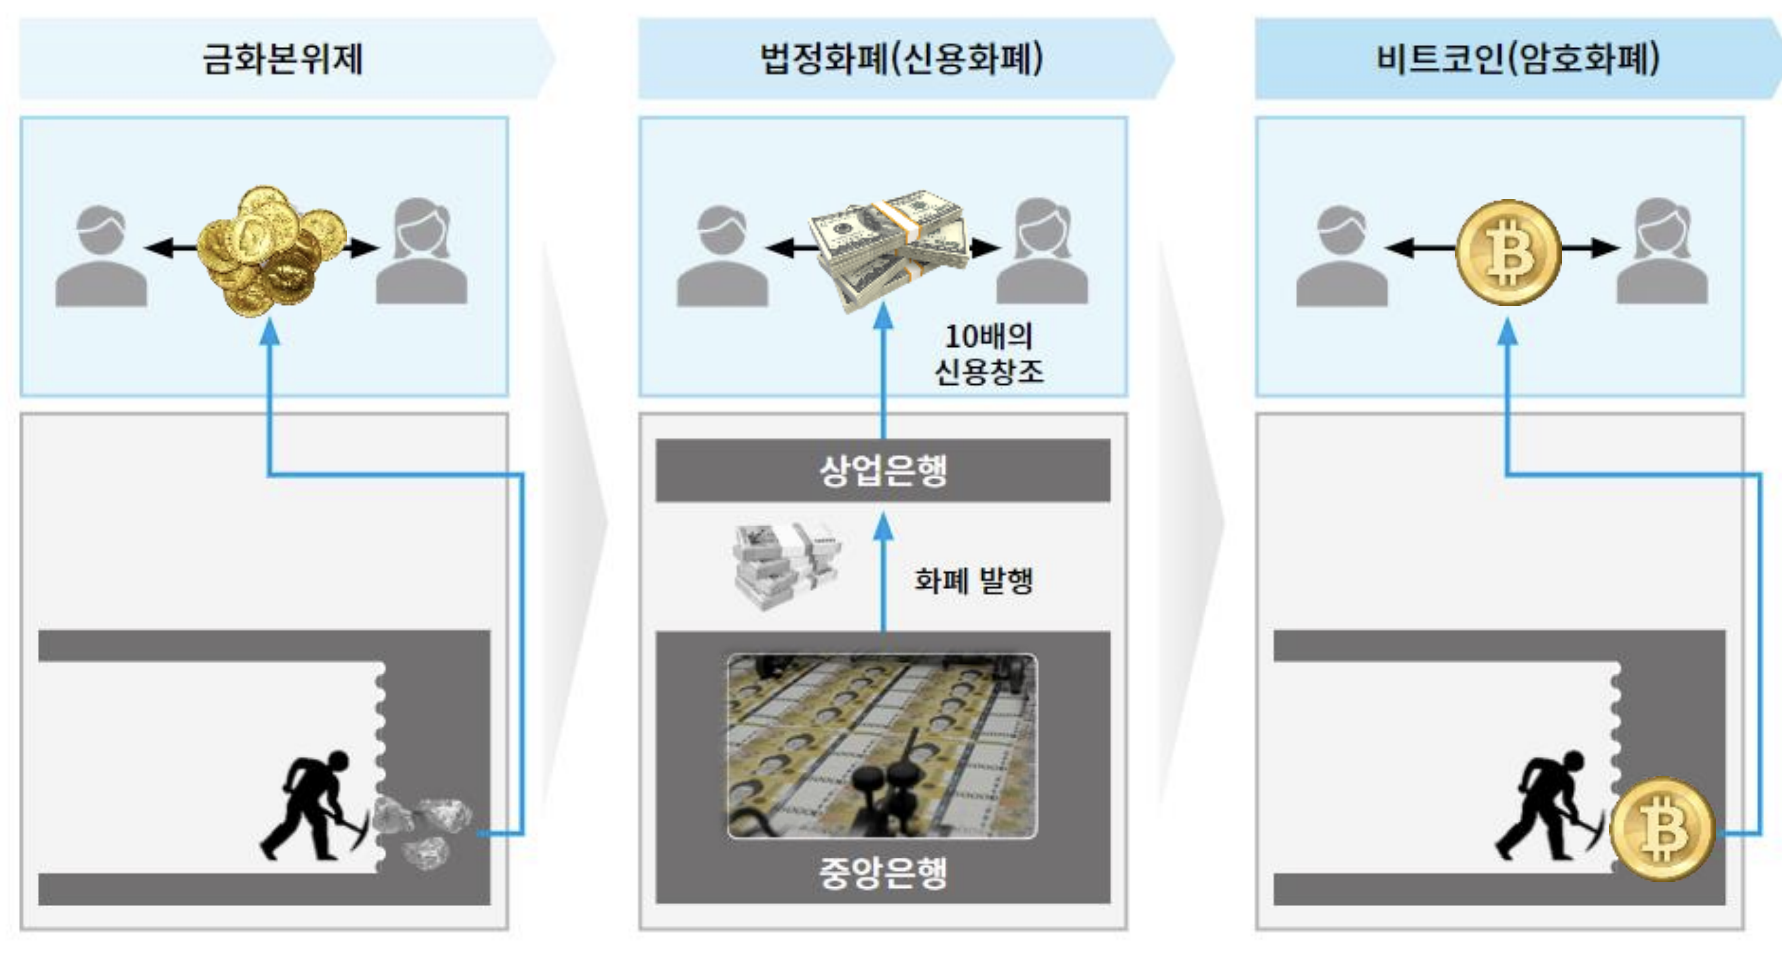 금화본위제
법정화폐(신용화폐)
비트코인(암호화폐)
10배의
신용창조
상업은행
화폐 발행
중앙은행